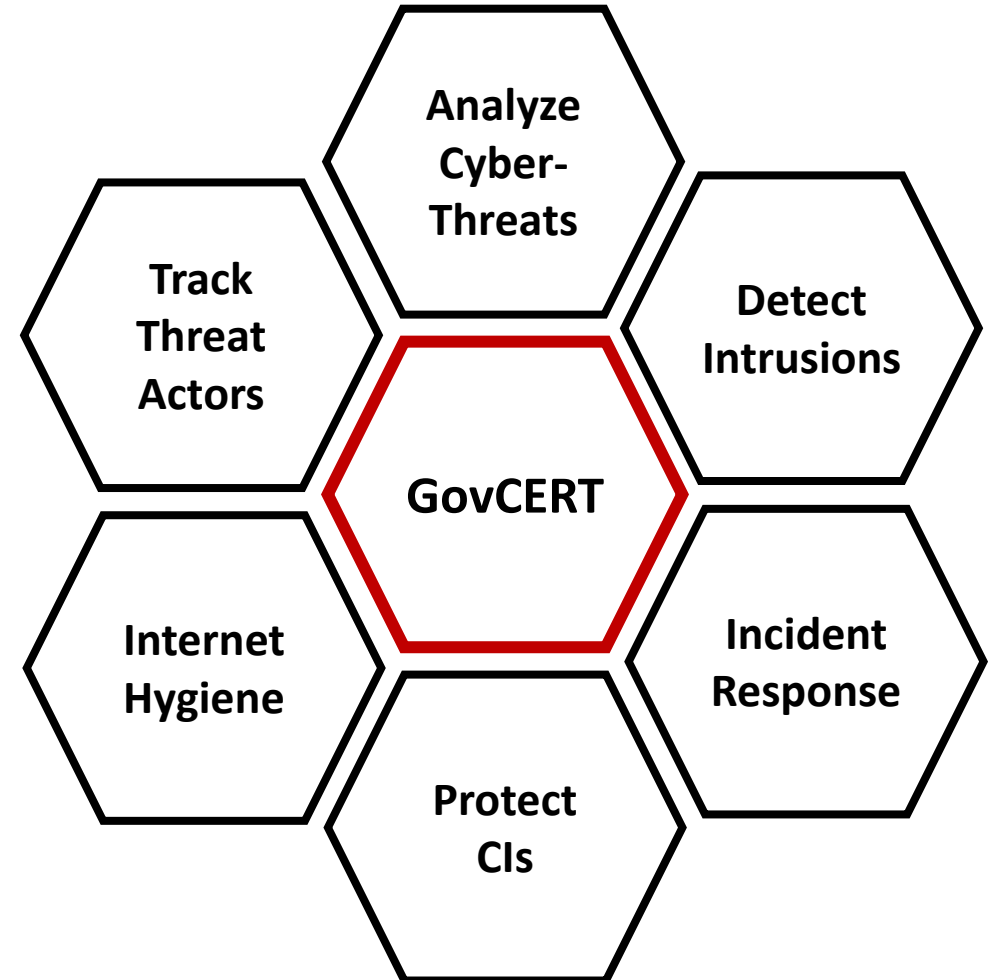 Analyze
Cyber-
Threats
Track
Threat
Actors
Detect
Intrusions
GovCERT
Internet
Hygiene
Incident
Response
Protect
CIs